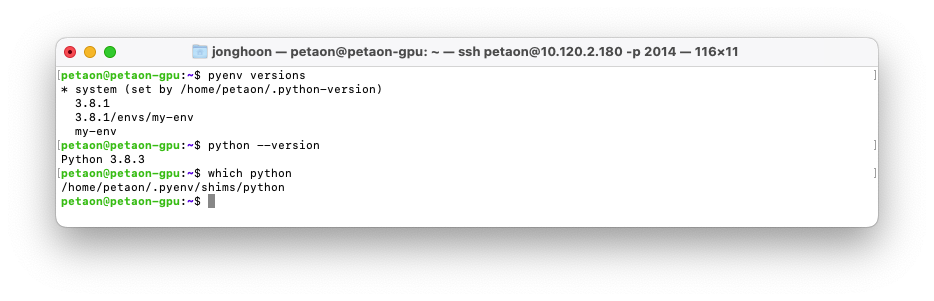 jonghoon — petaon@petaon-gpu: ~ — ssh petaon@10.120.2.180 -p 2014 — 116×11
[petaon@petaon-gpu:~$ pyenv versions ]
* system (set by /home/petaon/.python-version)
  3.8.1
  3.8.1/envs/my-env
  my-env
[petaon@petaon-gpu:~$ python --version ]
Python 3.8.3
[petaon@petaon-gpu:~$ which python ]
/home/petaon/.pyenv/shims/python
petaon@petaon-gpu:~$